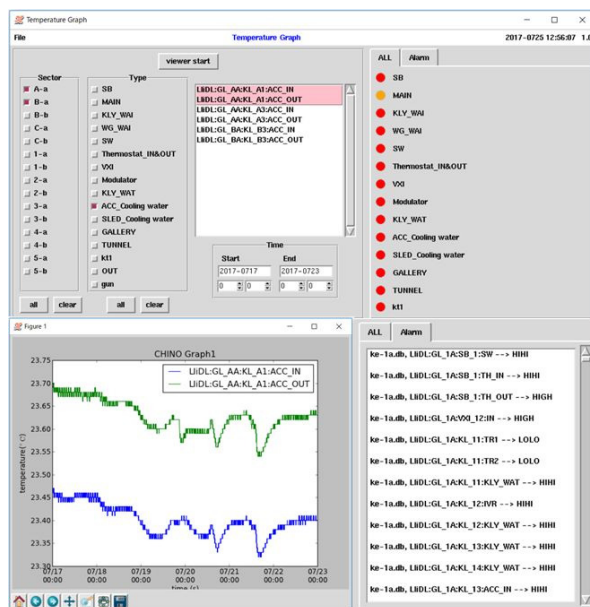 Temperature Graph
File
Temperature Graph
2017-0725 12:56:07 1.0
viewer start
Sector
A-a
B-a
B-b
C-a
C-b
1-a
1-b
2-a
2-b
3-a
3-b
4-a
4-b
5-a
5-b
all
clear
Type
SB
MAIN
KLY_WAI
WG_WAI
SW
Thermostat_IN&OUT
VXI
Modulator
KLY_WAT
ACC_Cooling water
SLED_Cooling water
GALLERY
TUNNEL
kt1
OUT
gun
all
clear
LIiDL:GL_AA:KL_A1:ACC_IN
LIiDL:GL_AA:KL_A1:ACC_OUT
LIiDL:GL_AA:KL_A3:ACC_IN
LIiDL:GL_AA:KL_A3:ACC_OUT
LIiDL:GL_BA:KL_B3:ACC_IN
LIiDL:GL_BA:KL_B3:ACC_OUT
Time
Start
End
2017-0717
2017-0723
0 0 0 0
ALL
Alarm
SB
MAIN
KLY_WAI
WG_WAI
SW
Thermostat_IN&OUT
VXI
Modulator
KLY_WAT
ACC_Cooling water
SLED_Cooling water
GALLERY
TUNNEL
kt1
Figure 1
CHINO Graph1
LIiDL:GL_AA:KL_A1:ACC_IN
LIiDL:GL_AA:KL_A1:ACC_OUT
23.75
23.70
23.65
23.60
23.55
23.50
23.45
23.40
23.35
23.30
temperature(°c)
07/17 07/18 07/19 07/20 07/21 07/22 07/23
00:00 00:00 00:00 00:00 00:00 00:00 00:00
time (s)
ALL
Alarm
ke-1a.db, LIiDL:GL_1A:SB_1:SW --> HIHI
ke-1a.db, LIiDL:GL_1A:SB_1:TH_IN --> HIHI
ke-1a.db, LIiDL:GL_1A:SB_1:TH_OUT --> HIGH
ke-1a.db, LIiDL:GL_1A:VXI_12:IN --> HIGH
ke-1a.db, LIiDL:GL_1A:KL_11:TR1 --> LOLO
ke-1a.db, LIiDL:GL_1A:KL_11:TR2 --> LOLO
ke-1a.db, LIiDL:GL_1A:KL_11:KLY_WAT --> HIHI
ke-1a.db, LIiDL:GL_1A:KL_12:IVR --> HIHI
ke-1a.db, LIiDL:GL_1A:KL_12:KLY_WAT --> HIHI
ke-1a.db, LIiDL:GL_1A:KL_13:KLY_WAT --> HIHI
ke-1a.db, LIiDL:GL_1A:KL_14:KLY_WAT --> HIHI
ke-1a.db, LIiDL:GL_1A:KL_13:ACC_IN --> HIHI